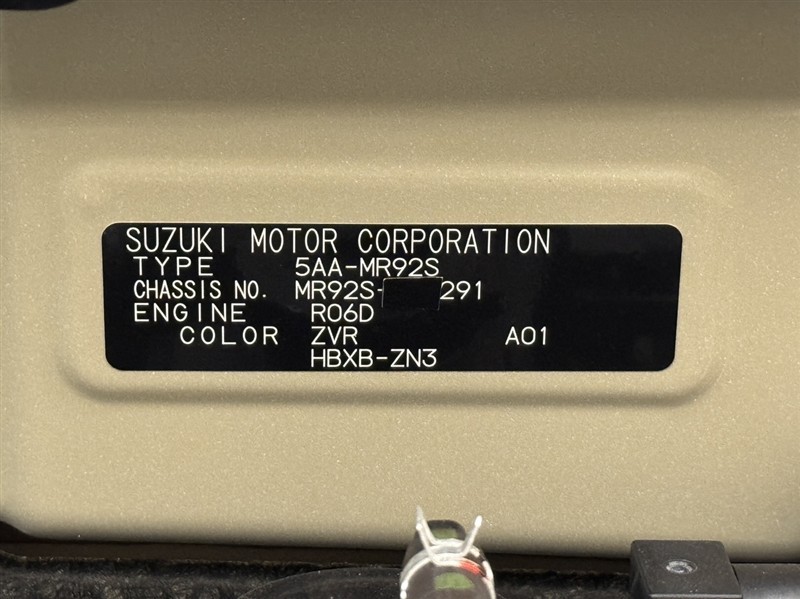 SUZUKI MOTOR CORPORATION
TYPE 5AA-MR92S
CHASSIS NO. MR92S- 291
ENGINE R06D
COLOR ZVR A01
HBXB-ZN3